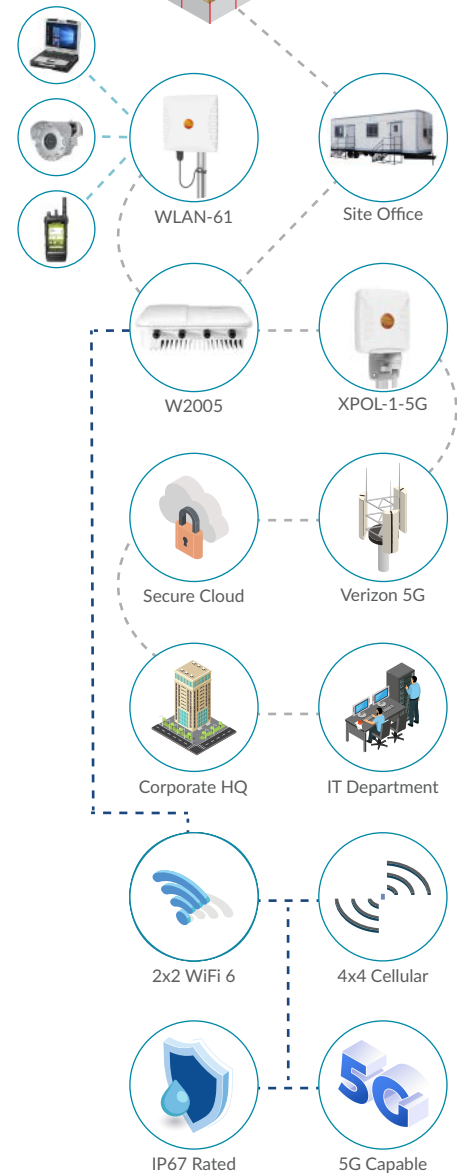 WLAN-61
Site Office
W2005
XPOL-1-5G
Secure Cloud
Verizon 5G
Corporate HQ
IT Department
2x2 WiFi 6
4x4 Cellular
5G
IP67 Rated
5G Capable